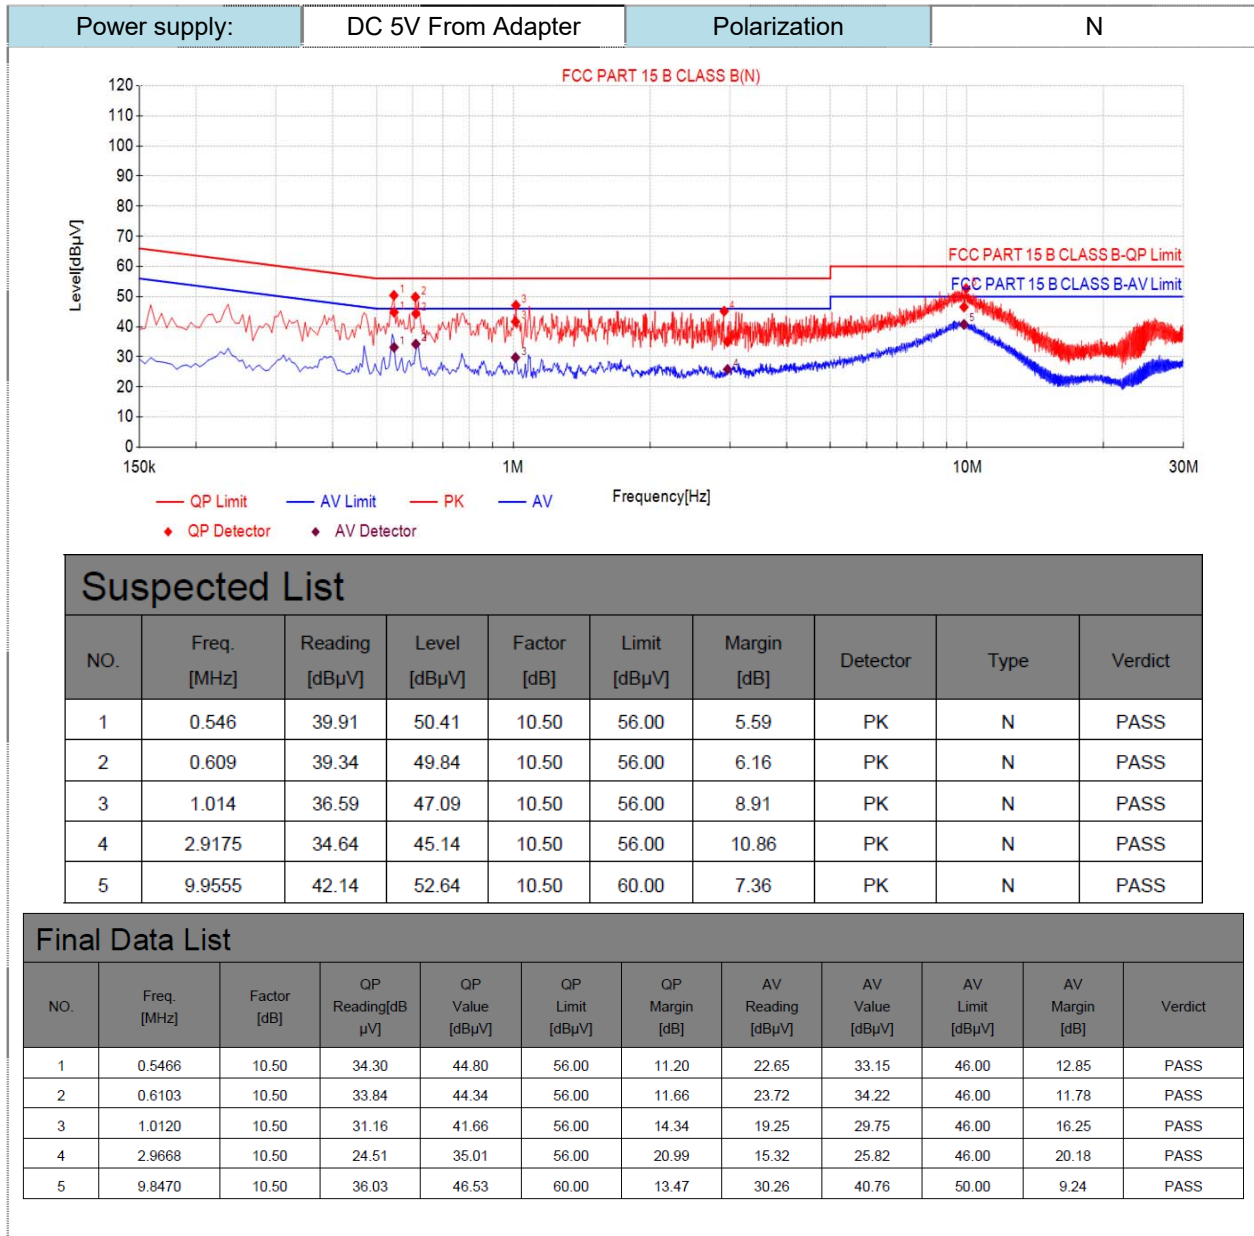 Power supply: DC 5V From Adapter Polarization N
FCC PART 15 B CLASS B(N)
120
110
100
90
80
70
60
50
40
30
20
10
0
Level[dBµV]
FCC PART 15 B CLASS B-QP Limit
FCC PART 15 B CLASS B-AV Limit
1 2 3 4
1 2 3
1 3 4 5
150k 1M 10M 30M
Frequency[Hz]
QP Limit AV Limit PK AV
QP Detector AV Detector
Suspected List
NO. Freq. [MHz] Reading [dBµV] Level [dBµV] Factor [dB] Limit [dBµV] Margin [dB] Detector Type Verdict
1 0.546 39.91 50.41 10.50 56.00 5.59 PK N PASS
2 0.609 39.34 49.84 10.50 56.00 6.16 PK N PASS
3 1.014 36.59 47.09 10.50 56.00 8.91 PK N PASS
4 2.9175 34.64 45.14 10.50 56.00 10.86 PK N PASS
5 9.9555 42.14 52.64 10.50 60.00 7.36 PK N PASS
Final Data List
NO. Freq. [MHz] Factor [dB] QP Reading[dB µV] QP Value [dBµV] QP Limit [dBµV] QP Margin [dB] AV Reading [dBµV] AV Value [dBµV] AV Limit [dBµV] AV Margin [dB] Verdict
1 0.5466 10.50 34.30 44.80 56.00 11.20 22.65 33.15 46.00 12.85 PASS
2 0.6103 10.50 33.84 44.34 56.00 11.66 23.72 34.22 46.00 11.78 PASS
3 1.0120 10.50 31.16 41.66 56.00 14.34 19.25 29.75 46.00 16.25 PASS
4 2.9668 10.50 24.51 35.01 56.00 20.99 15.32 25.82 46.00 20.18 PASS
5 9.8470 10.50 36.03 46.53 60.00 13.47 30.26 40.76 50.00 9.24 PASS